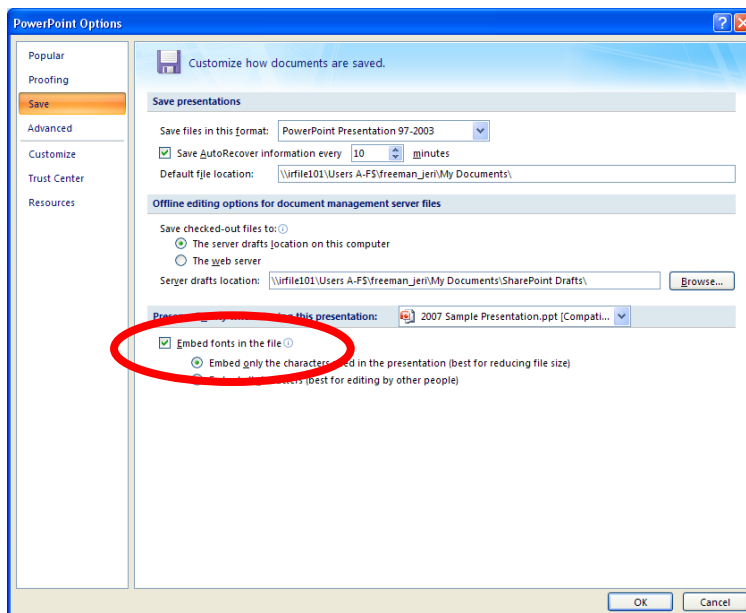 PowerPoint Options
Popular
Proofing
Save
Advanced
Customize
Trust Center
Resources
Customize how documents are saved.
Save presentations
Save files in this format: PowerPoint Presentation 97-2003
Save AutoRecover information every 10 minutes
Default file location: \\irfile101\Users A-F$\freeman_jeri\My Documents\
Offline editing options for document management server files
Save checked-out files to:
The server drafts location on this computer
The web server
Server drafts location: \\irfile101\Users A-F$\freeman_jeri\My Documents\SharePoint Drafts\ Browse...
this presentation: 2007 Sample Presentation.ppt [Compati...
Embed fonts in the file
Embed only the characters in the presentation (best for reducing file size)
(best for editing by other people)
OK Cancel